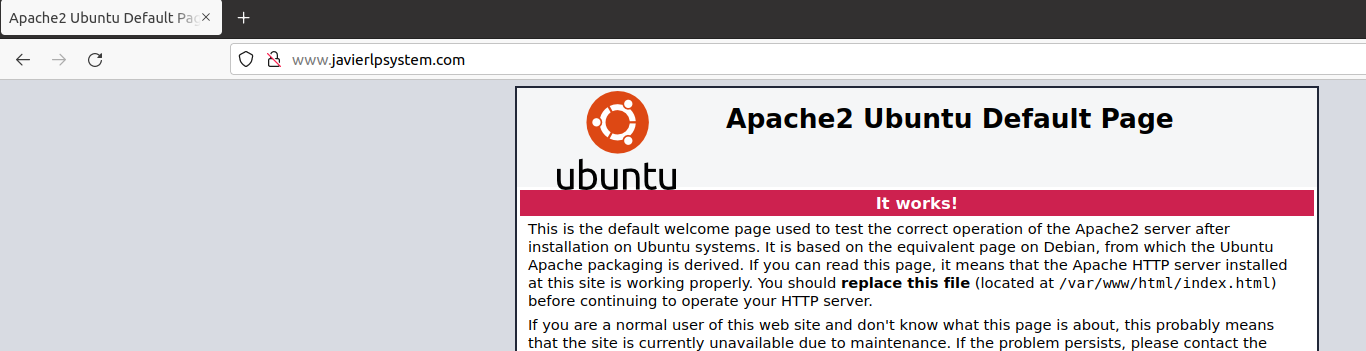 Apache2 Ubuntu Default Pag
www.javierlpsystem.com
ubuntu
Apache2 Ubuntu Default Page
It works!
This is the default welcome page used to test the correct operation of the Apache2 server after
installation on Ubuntu systems. It is based on the equivalent page on Debian, from which the Ubuntu
Apache packaging is derived. If you can read this page, it means that the Apache HTTP server installed
at this site is working properly. You should replace this file (located at /var/www/html/index.html)
before continuing to operate your HTTP server.
If you are a normal user of this web site and don't know what this page is about, this probably means
that the site is currently unavailable due to maintenance. If the problem persists, please contact the